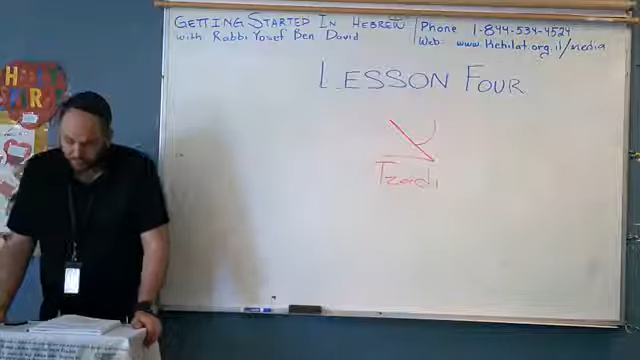 GETTING STARTED IN HEBREW
with Rabbi Yosef Ben David
Phone 1-844-534-4524
Web: www.Kehilat.org.il/media
LESSON FOUR
צ
Tzadi